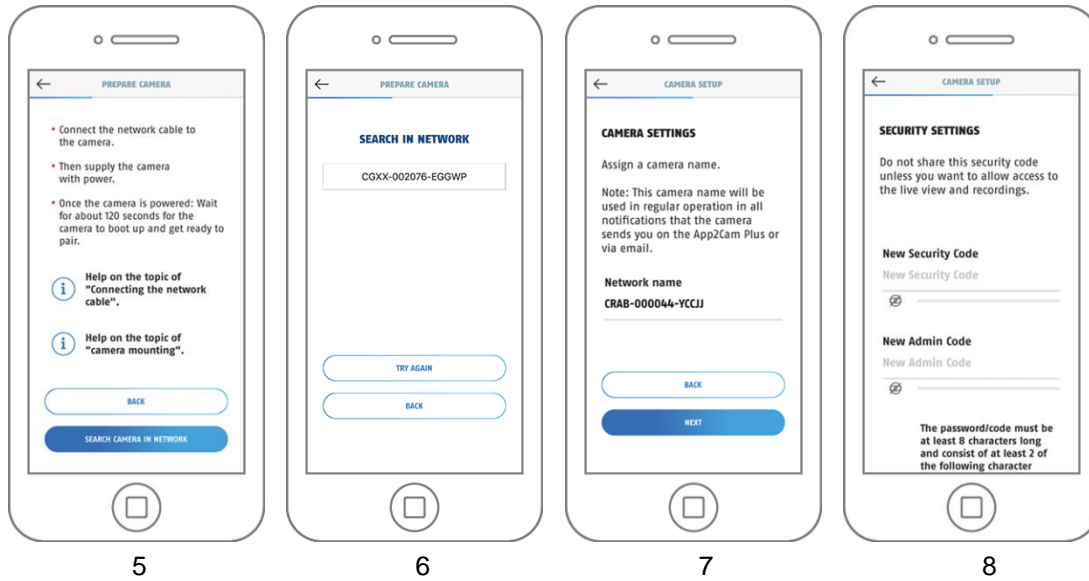 PREPARE CAMERA
• Connect the network cable to
the camera.
• Then supply the camera
with power.
• Once the camera is powered: Wait
for about 120 seconds for the
camera to boot up and get ready to
pair.
i
Help on the topic of
"Connecting the network
cable".
i
Help on the topic of
"camera mounting".
BACK
SEARCH CAMERA IN NETWORK
5
PREPARE CAMERA
SEARCH IN NETWORK
CGXX-002076-EGGWP
TRY AGAIN
BACK
6
CAMERA SETUP
CAMERA SETTINGS
Assign a camera name.
Note: This camera name will be
used in regular operation in all
notifications that the camera
sends you on the App2Cam Plus or
via email.
Network name
CRAB-000044-YCCJJ
BACK
NEXT
7
CAMERA SETUP
SECURITY SETTINGS
Do not share this security code
unless you want to allow access to
the live view and recordings.
New Security Code
New Security Code
New Admin Code
New Admin Code
The password/code must be
at least 8 characters long
and consist of at least 2 of
the following character
8